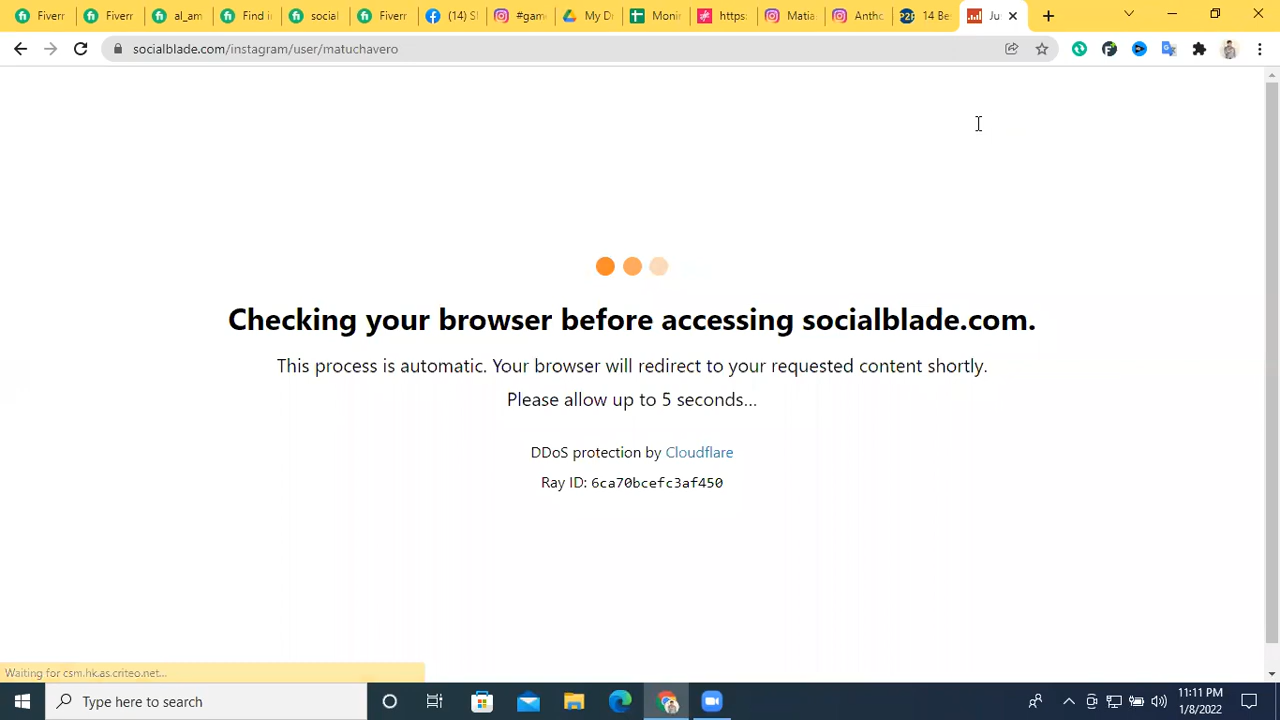 Fiverr
Fiverr
al_am
Find i
social
Fiverr
(14) S
#gam
My D
Monir
https:
Matia
Antho
14 Be
Ju
socialblade.com/instagram/user/matuchavero
Checking your browser before accessing socialblade.com.
This process is automatic. Your browser will redirect to your requested content shortly.
Please allow up to 5 seconds...
DDoS protection by Cloudflare
Ray ID: 6ca70bcefc3af450
Waiting for csm.hk.as.criteo.net...
Type here to search
11:11 PM
1/8/2022